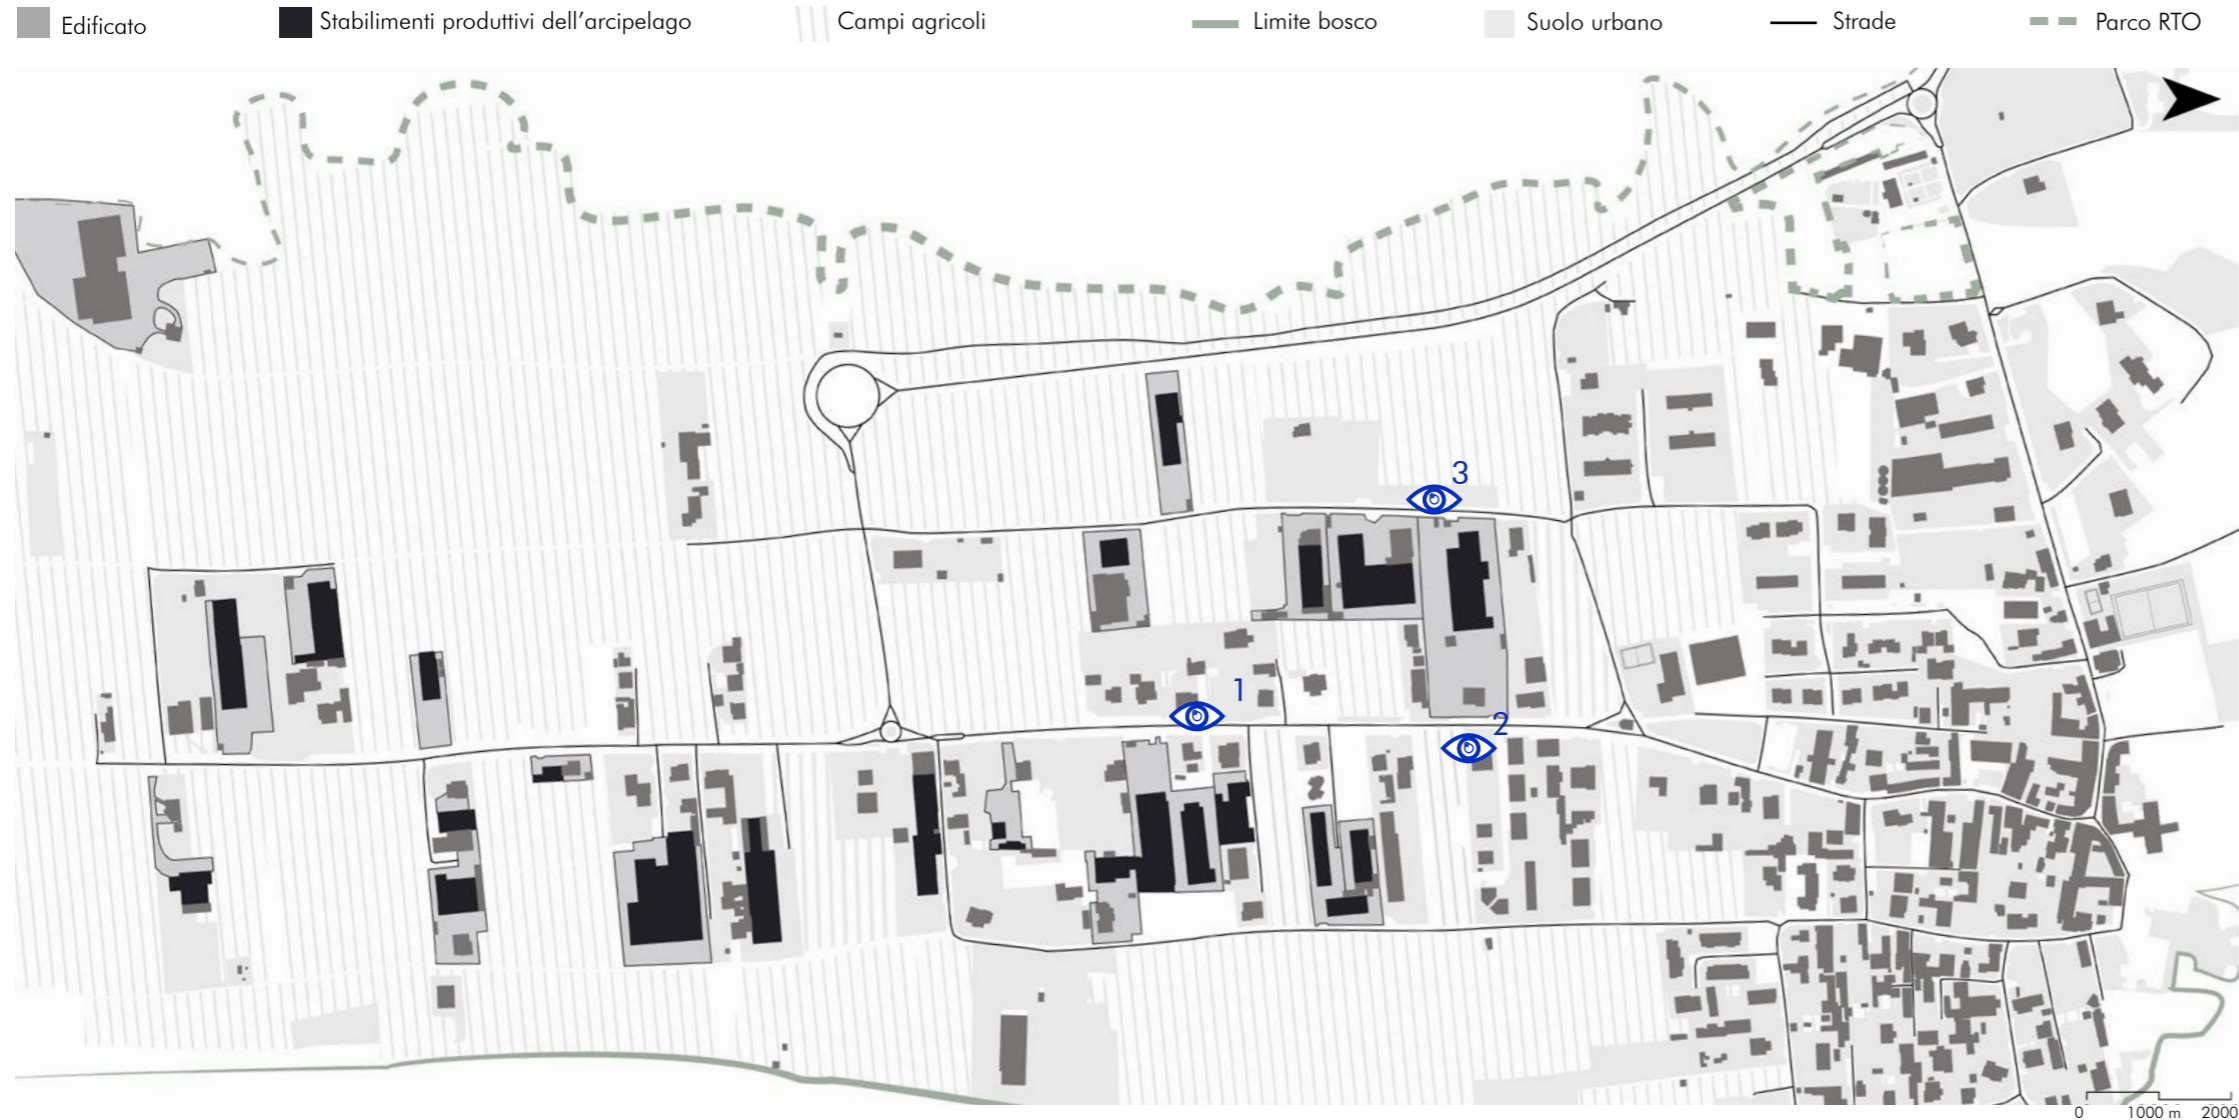 Edificato
Stabilimenti produttivi dell'arcipelago
Campi agricoli
Limite bosco
Suolo urbano
Strade
Parco RTO
3
1
2
0 1000 m 2000